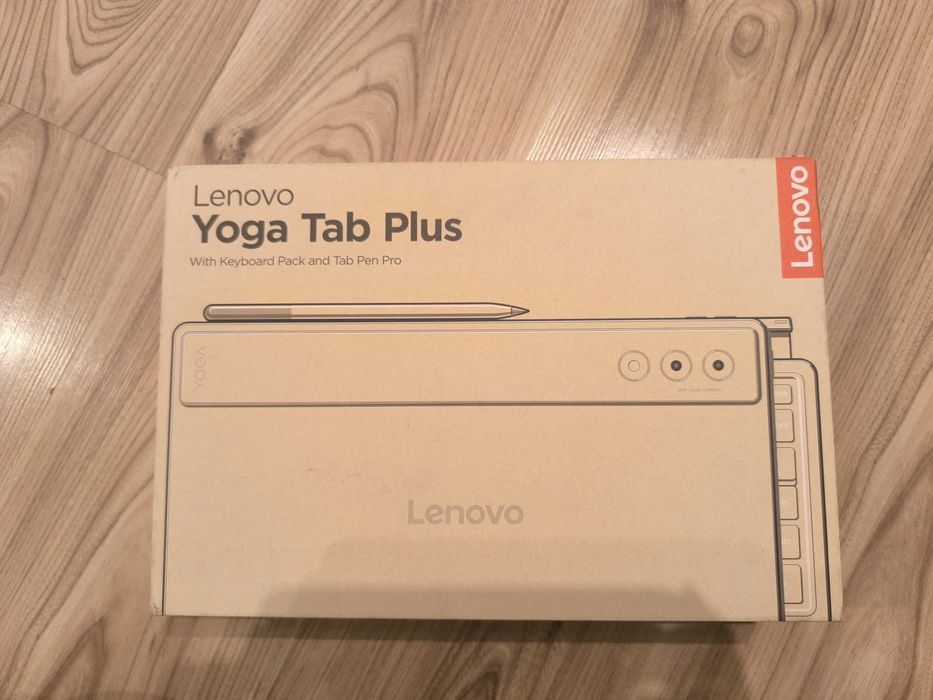 Lenovo
Yoga Tab Plus
With Keyboard Pack and Tab Pen Pro
Lenovo
YOGA
Lenovo